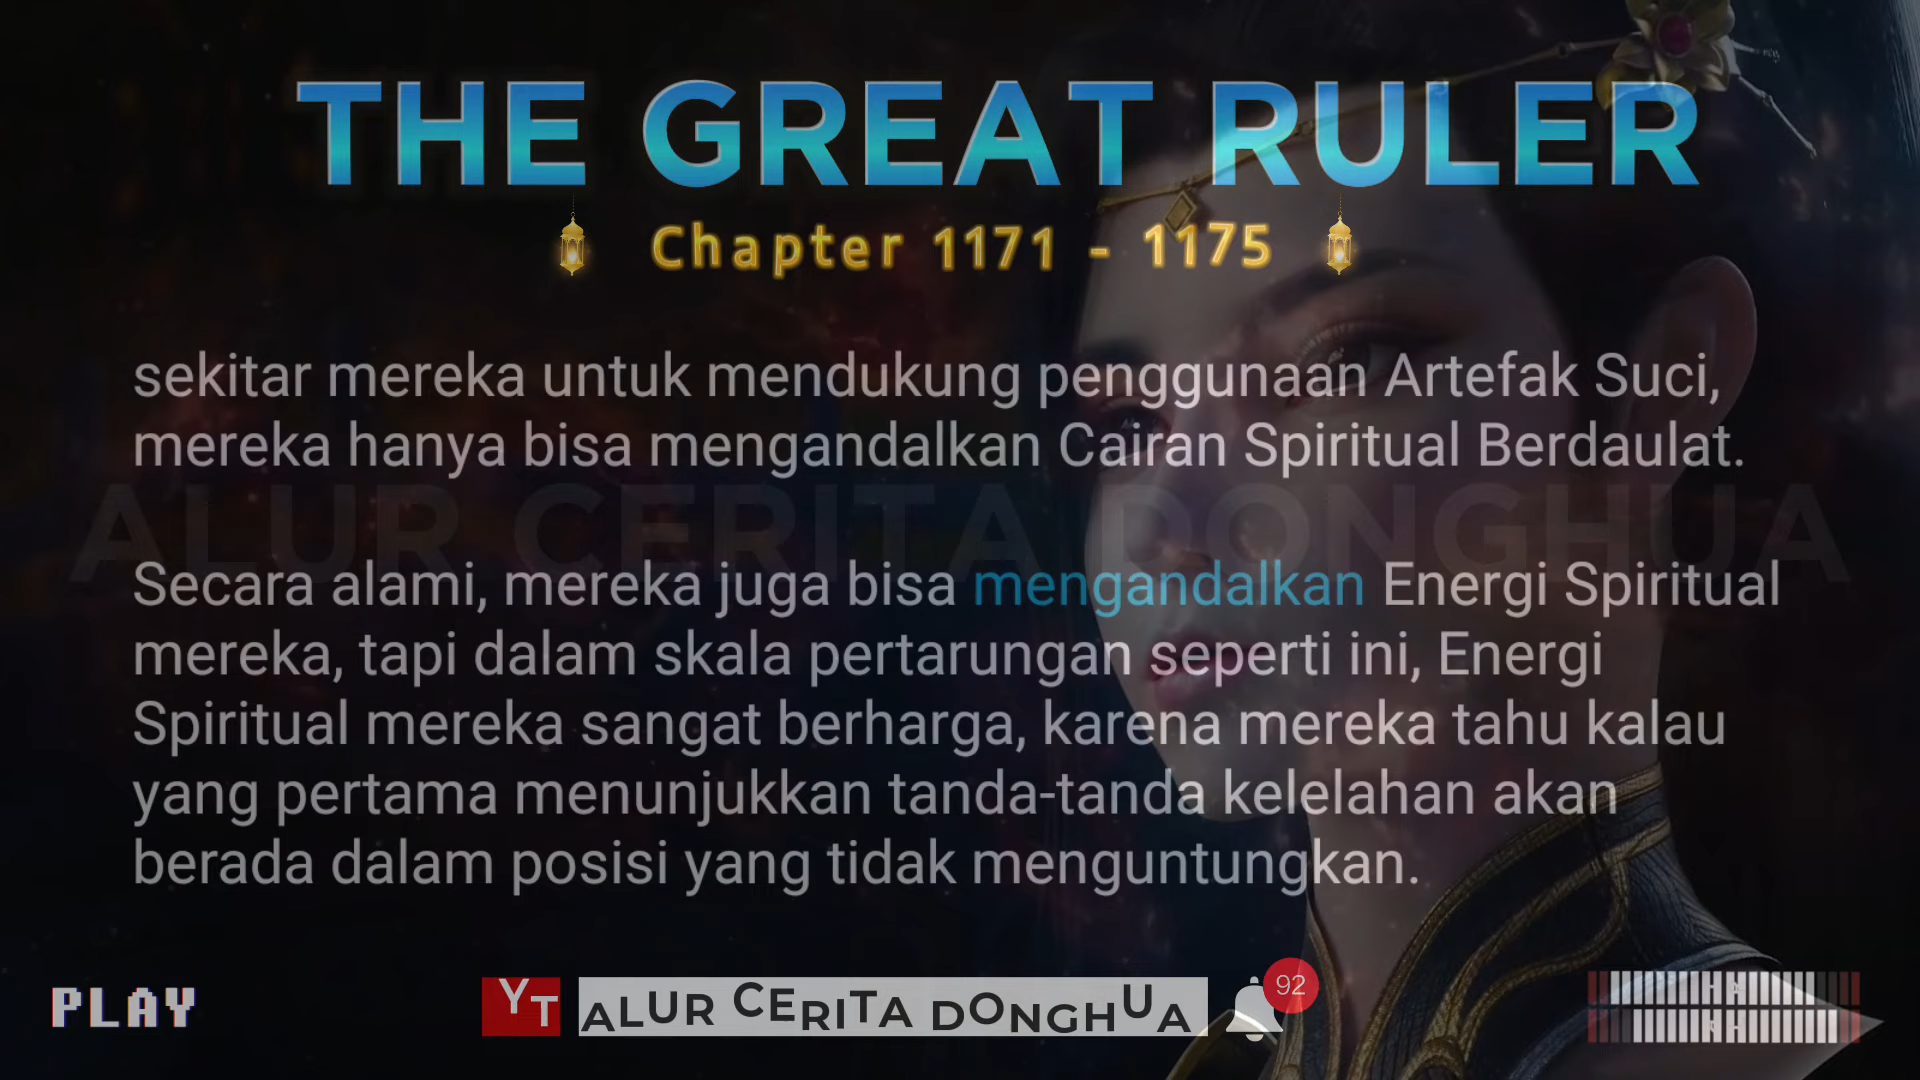 THE GREAT RULER
Chapter 1171 - 1175
sekitar mereka untuk mendukung penggunaan Artefak Suci,
mereka hanya bisa mengandalkan Cairan Spiritual Berdaulat.
ALUR CERITA DONGHUA
Secara alami, mereka juga bisa mengandalkan Energi Spiritual
mereka, tapi dalam skala pertarungan seperti ini, Energi
Spiritual mereka sangat berharga, karena mereka tahu kalau
yang pertama menunjukkan tanda-tanda kelelahan akan
berada dalam posisi yang tidak menguntungkan.
PLAY
YT ALUR CERITA DONGHUA
92